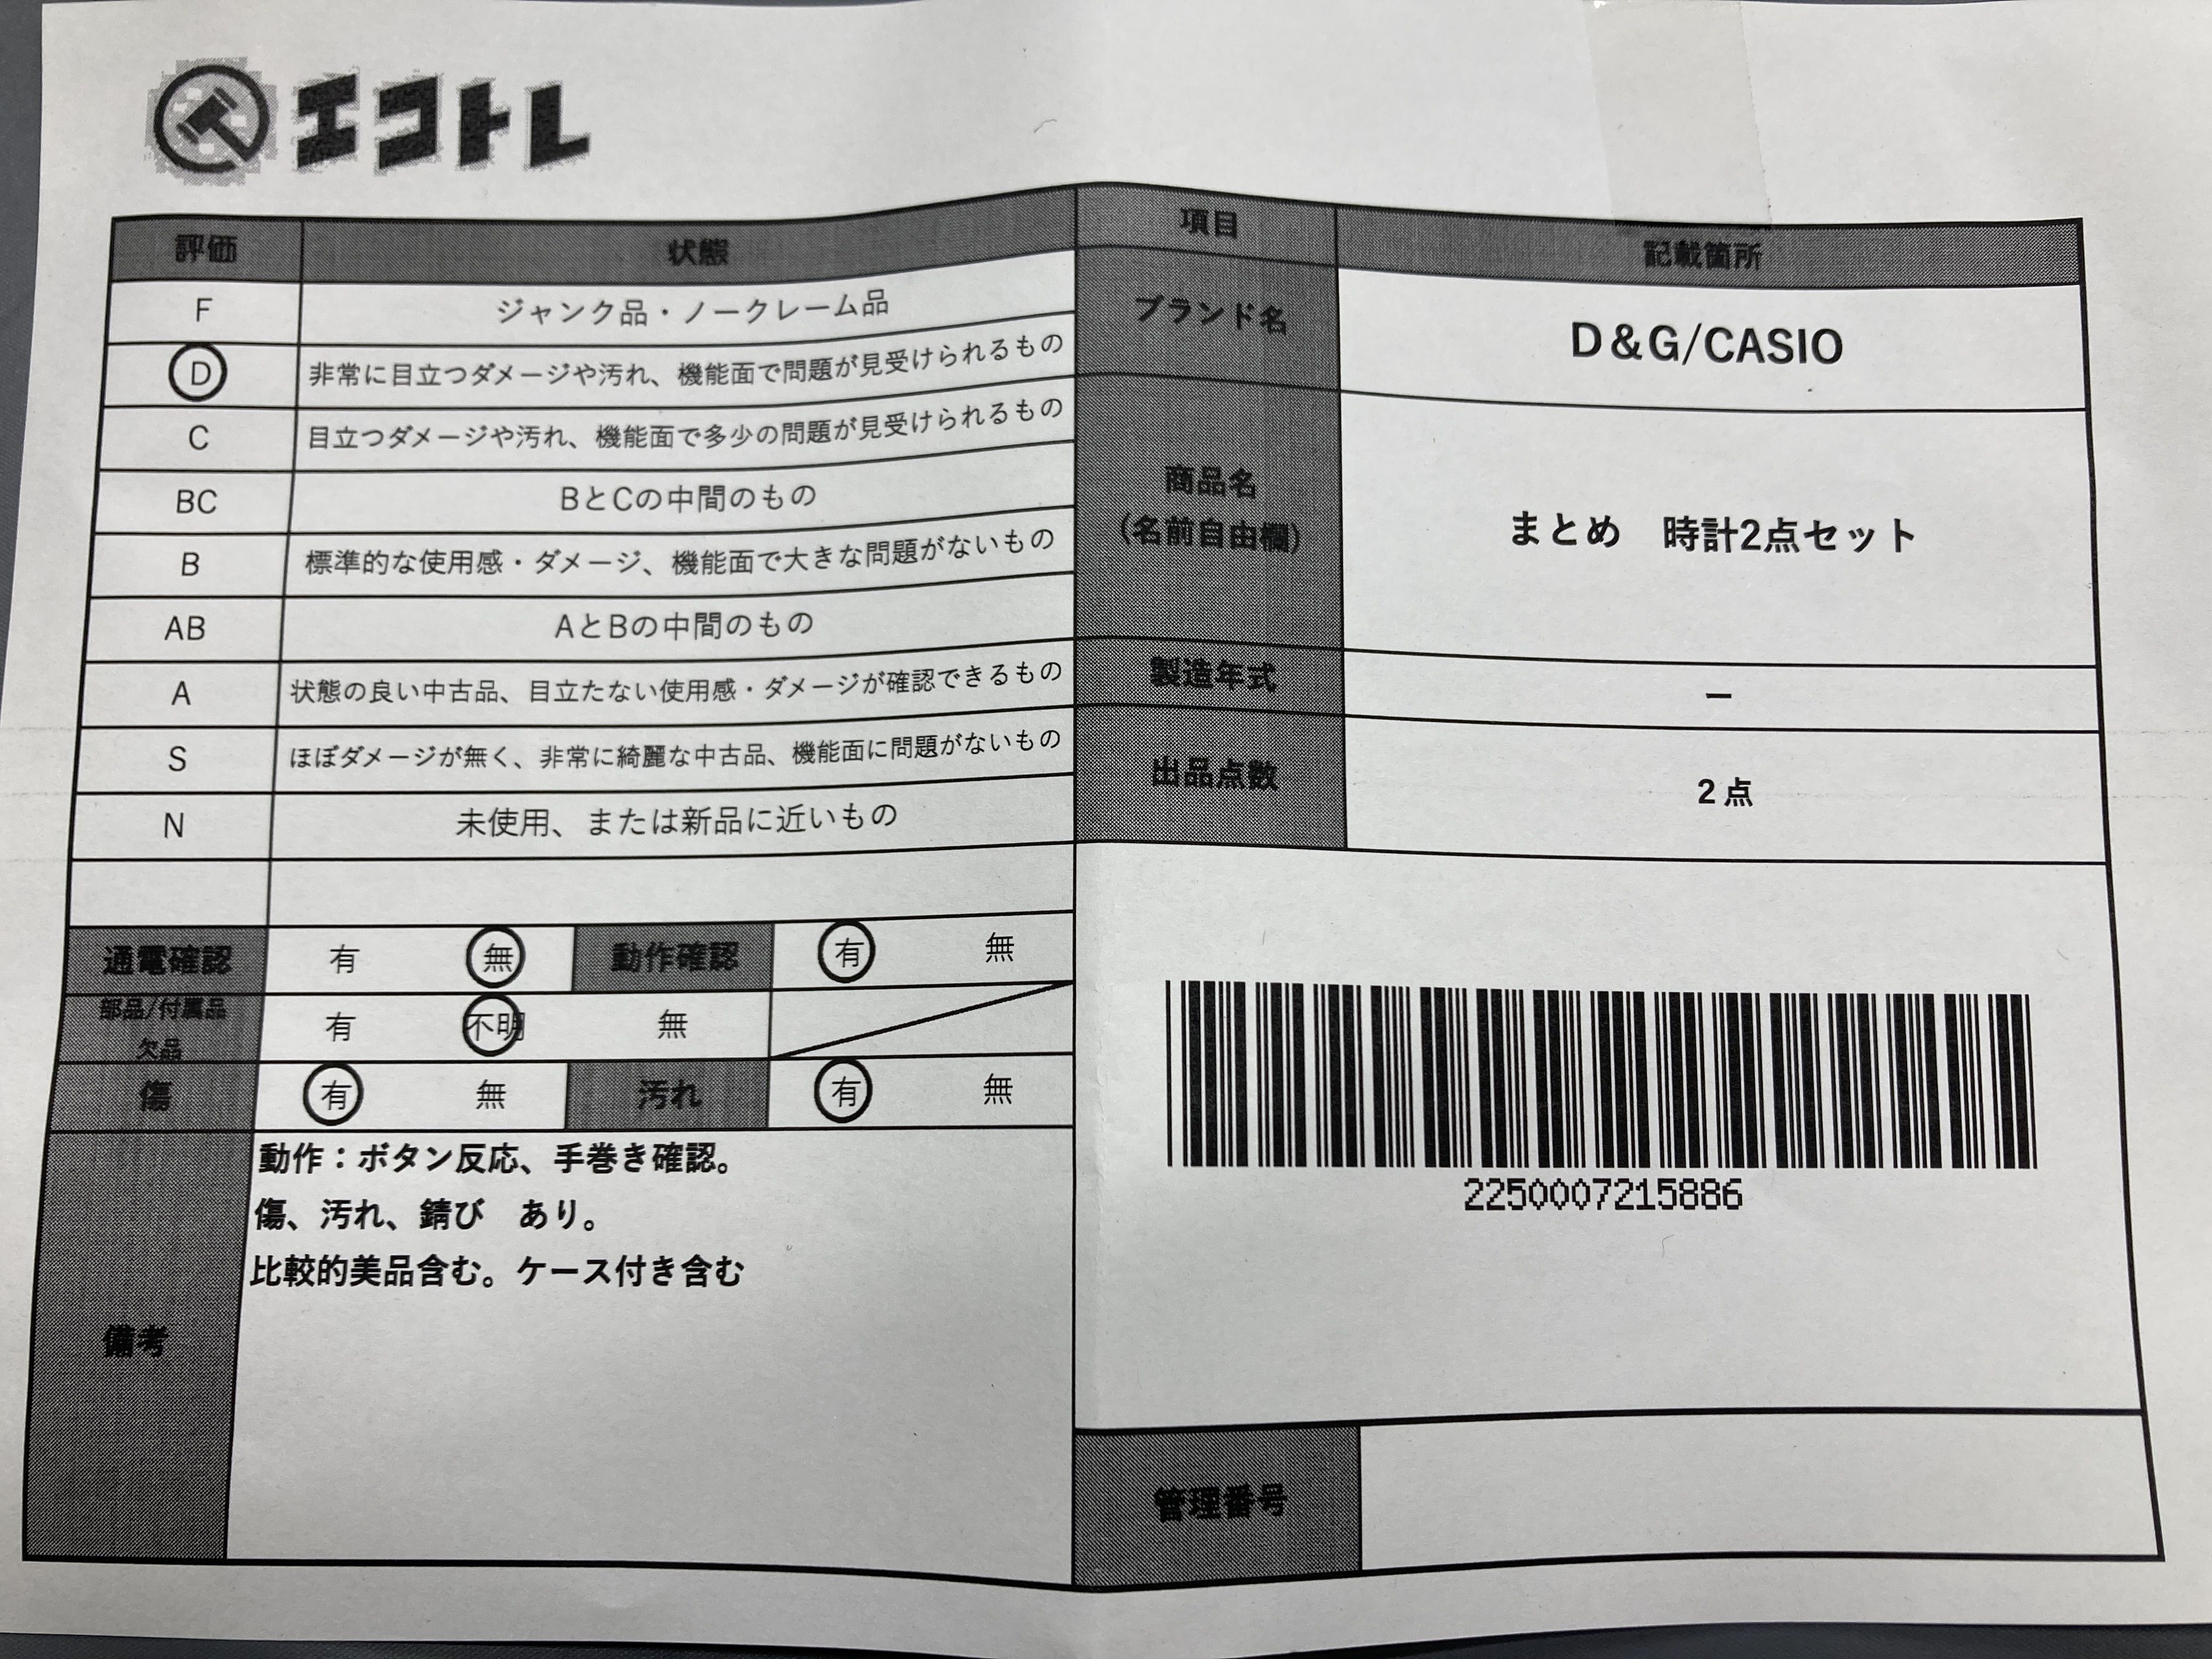 エコトレ
評価 状態
F ジャンク品・ノークレーム品
D 非常に目立つダメージや汚れ、機能面で問題が見受けられるもの
C 目立つダメージや汚れ、機能面で多少の問題が見受けられるもの
BC BとCの中間のもの
B 標準的な使用感・ダメージ、機能面で大きな問題がないもの
AB AとBの中間のもの
A 状態の良い中古品、目立たない使用感・ダメージが確認できるもの
S ほぼダメージが無く、非常に綺麗な中古品、機能面に問題がないもの
N 未使用、または新品に近いもの
通電確認 有 無 動作確認 有 無
部品/付属品
欠品 有 不明 無
傷 有 無 汚れ 有 無
備考
動作：ボタン反応、手巻き確認。
傷、汚れ、錆び　あり。
比較的美品含む。ケース付き含む
項目 記載箇所
ブランド名 D&G/CASIO
商品名
(名前自由欄) まとめ　時計2点セット
製造年式 ー
出品点数 2点
2250007215886
管理番号